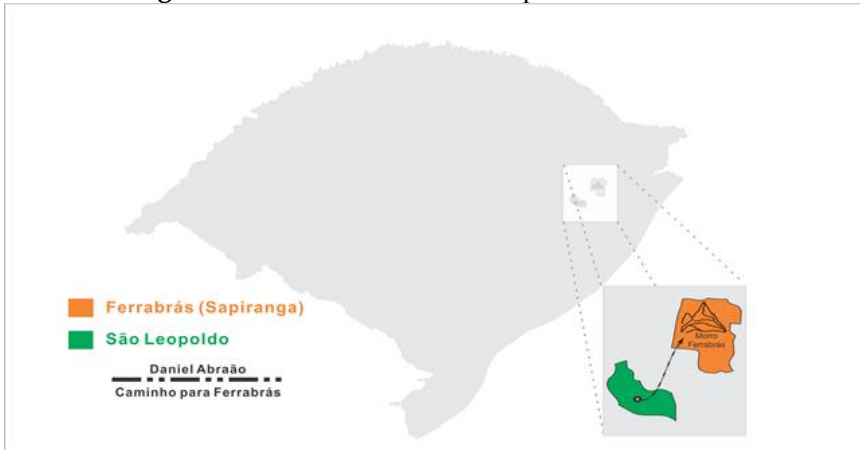 Ferrabrás (Sapiranga)
São Leopoldo
Daniel Abraão
Caminho para Ferrabrás
Morro
Ferrabrás